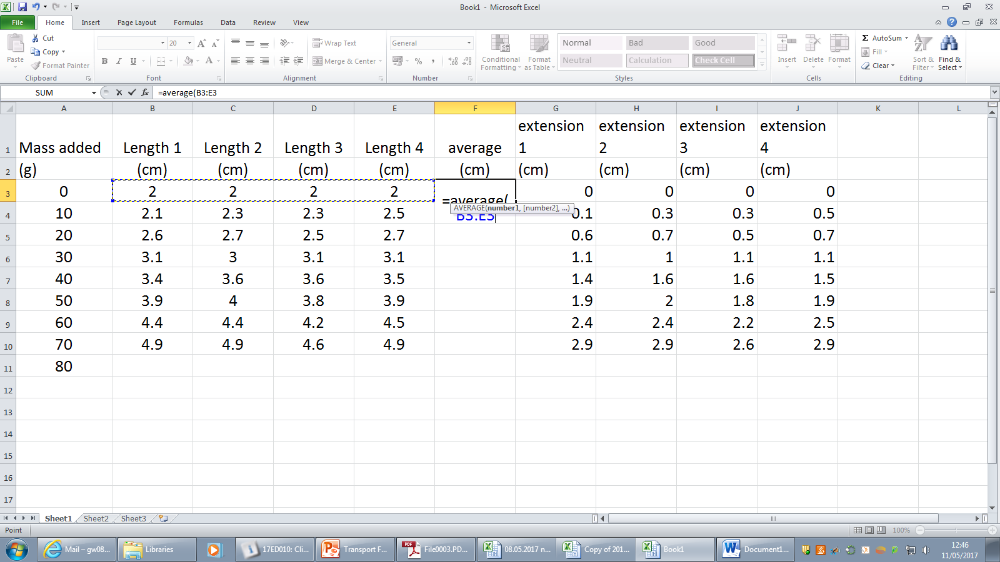 Book1 - Microsoft Excel
File Home Insert Page Layout Formulas Data Review View
Paste
Cut
Copy
Format Painter
Clipboard
20
A A
B I U
A
Font
Wrap Text
Merge & Center
Alignment
General
% ,
Number
Conditional Formatting
Format as Table
Normal Bad Good
Neutral Calculation Check Cell
Styles
Insert Delete Format
Cells
Σ AutoSum
Fill
Clear
Sort & Filter
Find & Select
Editing
SUM fx =average(B3:E3
A B C D E F G H I J K L
1 Mass added Length 1 Length 2 Length 3 Length 4 average extension 1 extension 2 extension 3 extension 4
2 (g) (cm) (cm) (cm) (cm) (cm) (cm) (cm) (cm) (cm)
3 0 2 2 2 2 =average(B3:E3 0 0 0 0
AVERAGE(number1, [number2], ...)
4 10 2.1 2.3 2.3 2.5 0.1 0.3 0.3 0.5
5 20 2.6 2.7 2.5 2.7 0.6 0.7 0.5 0.7
6 30 3.1 3 3.1 3.1 1.1 1 1.1 1.1
7 40 3.4 3.6 3.6 3.5 1.4 1.6 1.6 1.5
8 50 3.9 4 3.8 3.9 1.9 2 1.8 1.9
9 60 4.4 4.4 4.2 4.5 2.4 2.4 2.2 2.5
10 70 4.9 4.9 4.6 4.9 2.9 2.9 2.6 2.9
11 80
12
13
14
15
16
17
Sheet1 Sheet2 Sheet3
Point 100%
Mail – gw08... Libraries 17ED010: Cli... Transport F... File0003.PD... 08.05.2017 n... Copy of 201... Book1 Document1...
12:46
11/05/2017